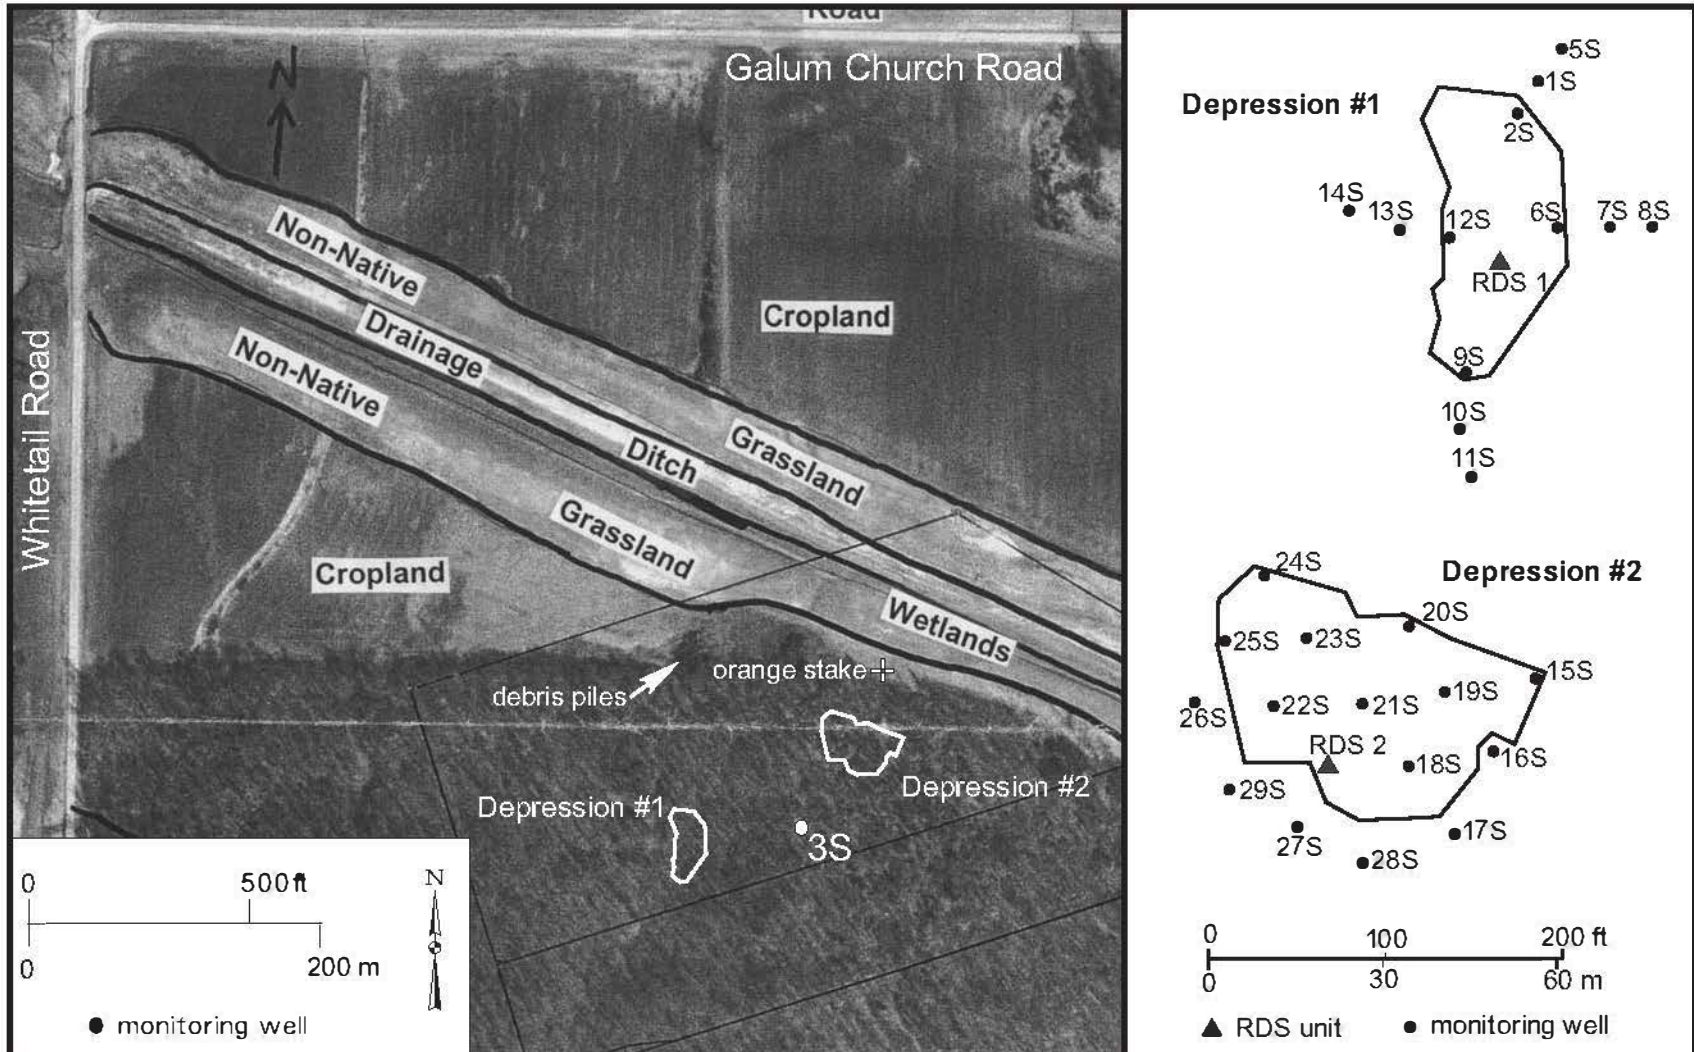 Road
Galum Church Road
N
Non-Native
Drainage
Non-Native
Cropland
Whitetail Road
Ditch
Grassland
Grassland
Cropland
Wetlands
orange stake
debris piles
Depression #2
Depression #1
3S
0 500 ft
0 200 m
N
monitoring well
Depression #1
5S
1S
2S
14S
13S
12S
6S
7S
8S
RDS 1
9S
10S
11S
Depression #2
24S
20S
25S
23S
15S
19S
26S
22S
21S
RDS 2
18S
16S
29S
27S
28S
17S
0 100 200 ft
0 30 60 m
RDS unit
monitoring well